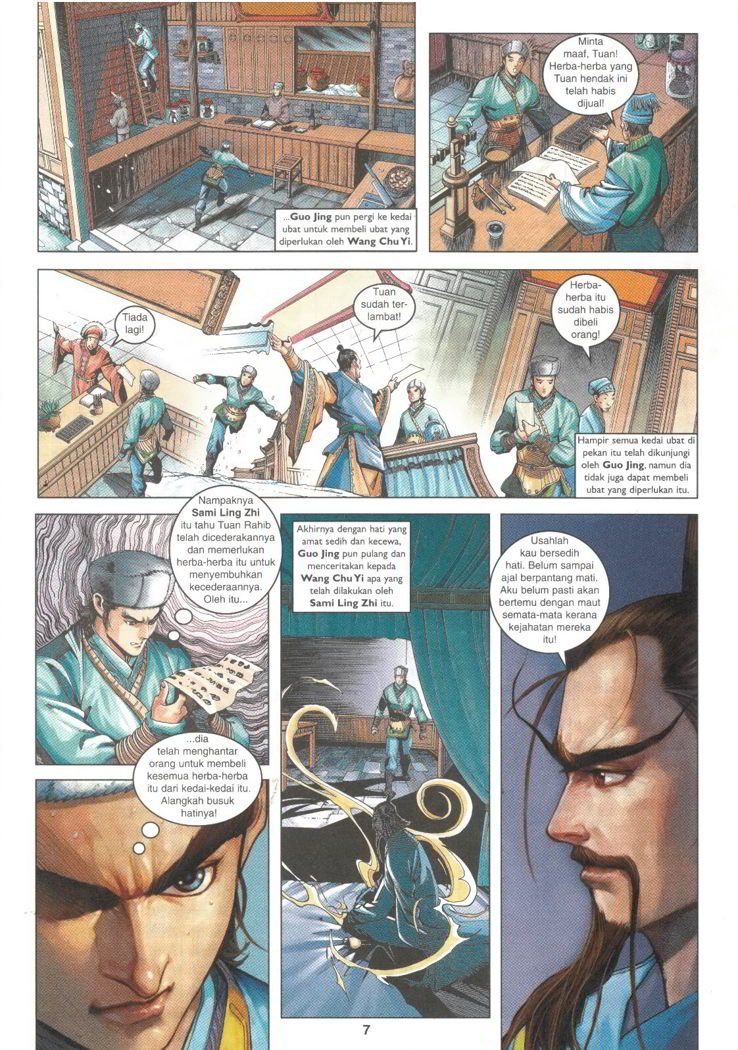 ...Guo Jing pun pergi ke kedai
ubat untuk membeli ubat yang
diperlukan oleh Wang Chu Yi.
Minta
maaf, Tuan!
Herba-herba yang
Tuan hendak ini
telah habis
dijual!
Tiada
lagi!
Tuan
sudah ter-
lambat!
Herba-
herba itu
sudah habis
dibeli
orang!
Hampir semua kedai ubat di
pekan itu telah dikunjungi
oleh Guo Jing, namun dia
tidak juga dapat membeli
ubat yang diperlukan itu.
Nampaknya
Sami Ling Zhi
itu tahu Tuan Rahib
telah dicederakannya
dan memerlukan
herba-herba itu untuk
menyembuhkan
kecederaannya.
Oleh itu...
...dia
telah menghantar
orang untuk membeli
kesemua herba-herba
itu dari kedai-kedai itu.
Alangkah busuk
hatinya!
Akhirnya dengan hati yang
amat sedih dan kecewa,
Guo Jing pun pulang dan
menceritakan kepada
Wang Chu Yi apa yang
telah dilakukan oleh
Sami Ling Zhi itu.
Usahlah
kau bersedih
hati. Belum sampai
ajal berpantang mati.
Aku belum pasti akan
bertemu dengan maut
semata-mata kerana
kejahatan mereka
itu!
7